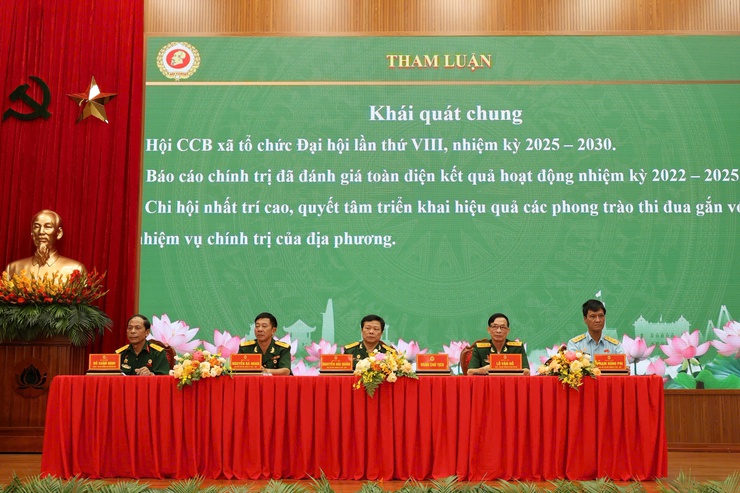 THAM LUẬN
Khái quát chung
Hội CCB xã tổ chức Đại hội lần thứ VIII, nhiệm kỳ 2025 – 2030.
Báo cáo chính trị đã đánh giá toàn diện kết quả hoạt động nhiệm kỳ 2022 – 2025
Chi hội nhất trí cao, quyết tâm triển khai hiệu quả các phong trào thi đua gắn vớ
nhiệm vụ chính trị của địa phương.
ĐOÀN CHỦ TỊCH